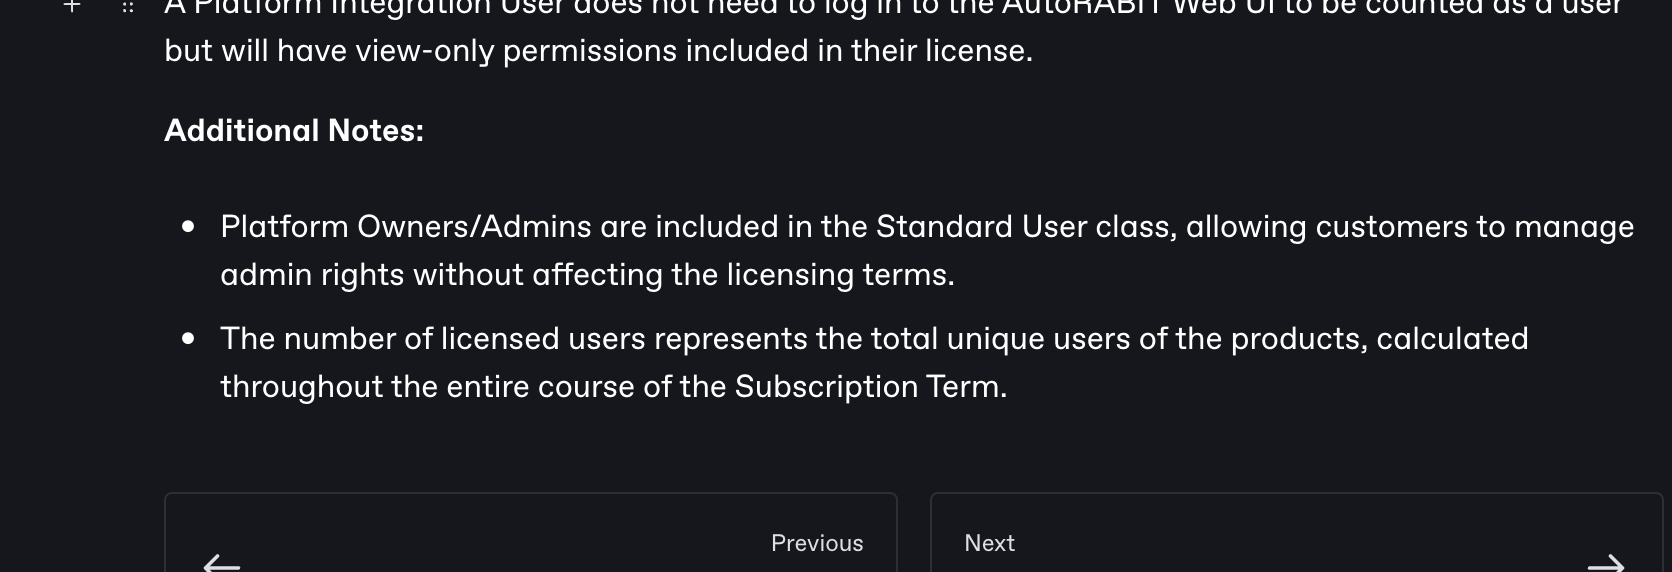 A Platform Integration User does not need to log in to the AutoRABIT Web UI to be counted as a user
but will have view-only permissions included in their license.
Additional Notes:
Platform Owners/Admins are included in the Standard User class, allowing customers to manage
admin rights without affecting the licensing terms.
The number of licensed users represents the total unique users of the products, calculated
throughout the entire course of the Subscription Term.
Previous
Next